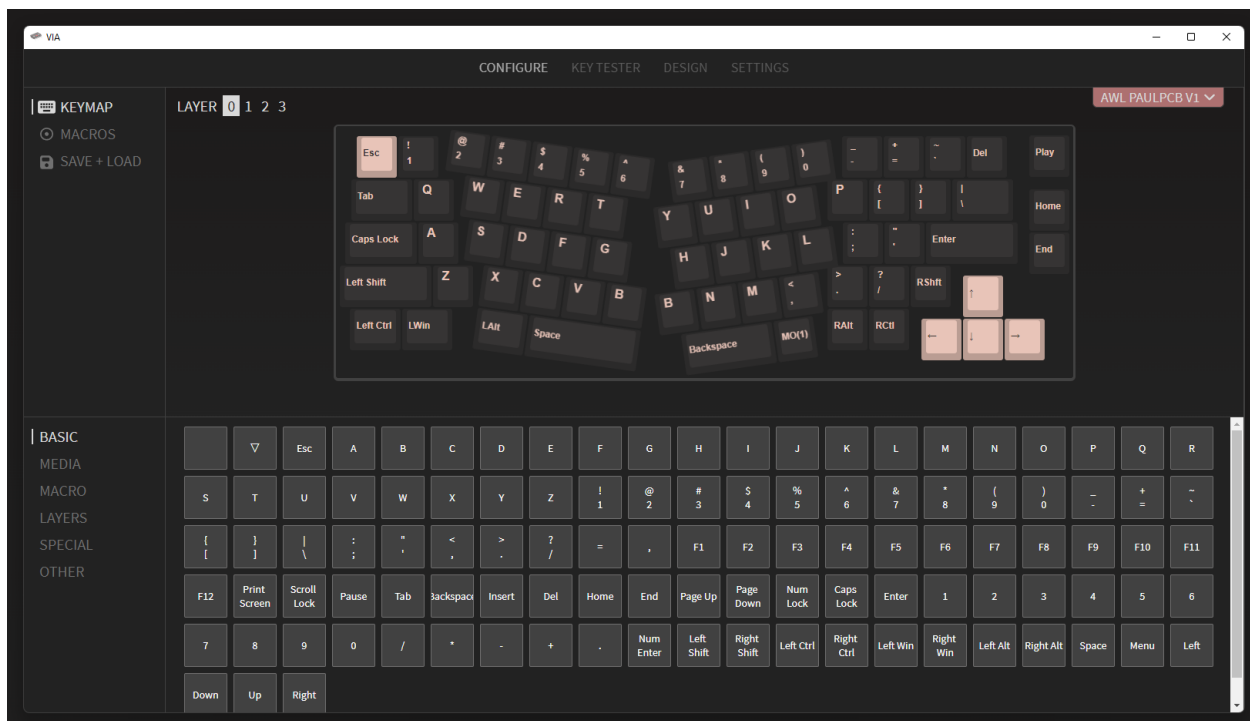 VIA
CONFIGURE KEY TESTER DESIGN SETTINGS
KEYMAP
MACROS
SAVE + LOAD
LAYER 0 1 2 3
AWL PAULPCB V1
Esc ! 1 @ 2 # 3 $ 4 % 5 ^ 6 & 7 * 8 ( 9 ) 0 _ - + = ~ ` Del Play
Tab Q W E R T Y U I O P { [ } ] | \ Home
Caps Lock A S D F G H J K L : ; " ' Enter End
Left Shift Z X C V B B N M < , > . ? / RShft ↑
Left Ctrl LWin LAlt Space Backspace MO(1) RAlt RCtl ← ↓ →
BASIC
MEDIA
MACRO
LAYERS
SPECIAL
OTHER
▽ Esc A B C D E F G H I J K L M N O P Q R
S T U V W X Y Z ! 1 @ 2 # 3 $ 4 % 5 ^ 6 & 7 * 8 ( 9 ) 0 _ - + = ~ `
{ [ } ] | \ : ; " ' < , > . ? / = , F1 F2 F3 F4 F5 F6 F7 F8 F9 F10 F11
F12 Print Screen Scroll Lock Pause Tab Backspace Insert Del Home End Page Up Page Down Num Lock Caps Lock Enter 1 2 3 4 5 6
7 8 9 0 / * - + . Num Enter Left Shift Right Shift Left Ctrl Right Ctrl Left Win Right Win Left Alt Right Alt Space Menu Left
Down Up Right